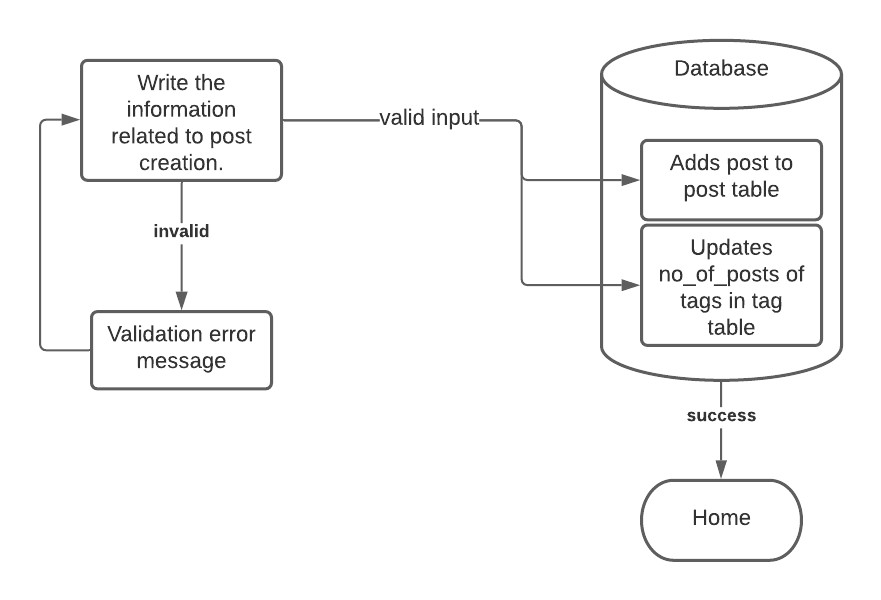 Write the
information
related to post
creation.
valid input
invalid
Validation error
message
Database
Adds post to
post table
Updates
no_of_posts of
tags in tag
table
success
Home